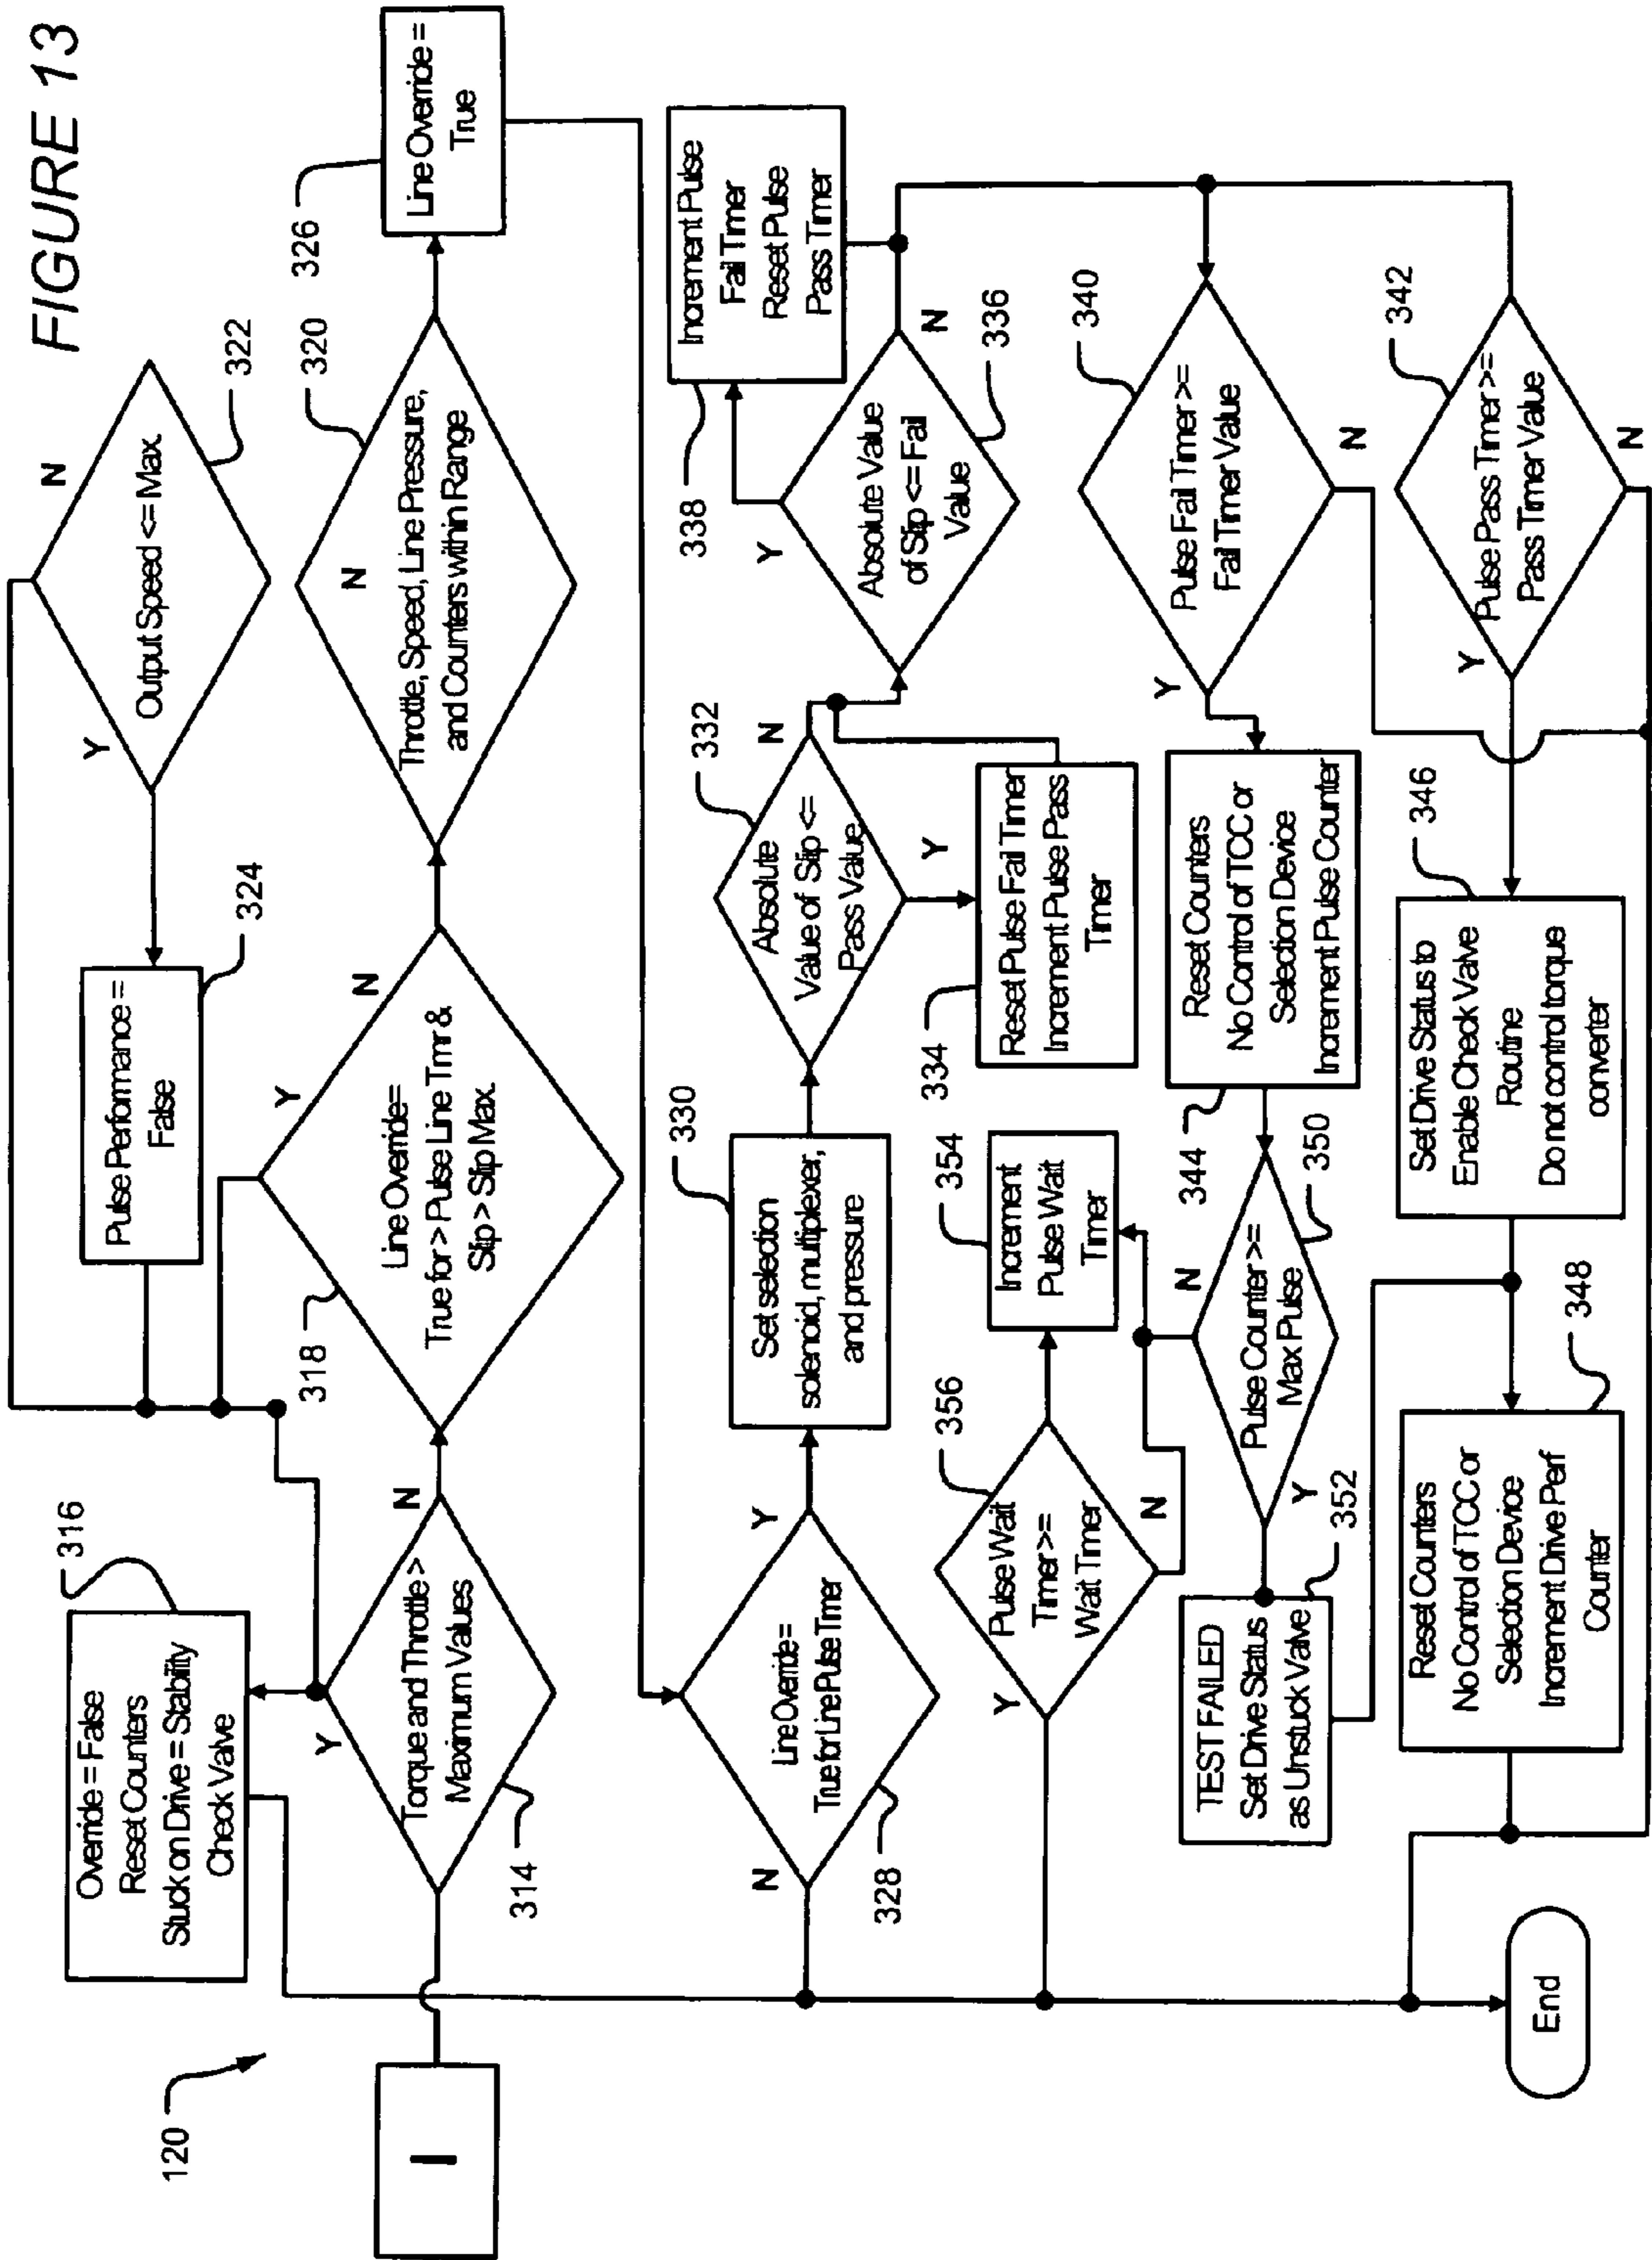 FIGURE 13
120
I
316
Override = False
Reset Counters
Stuck on Drive = Stability
Check Valve
Pulse Performance =
False
324
Output Speed <= Max.
Y
N
322
Torque and Throttle >
Maximum Values
Y
N
314
318
Line Override =
True for > Pulse Line Tmr &
Slip > Slip Max.
Y
N
Throttle, Speed, Line Pressure,
and Counters within Range
N
320
326
Line Override =
True
Line Override =
True for Line Pulse Timer
N
Y
328
Set selection
solenoid, multiplexer,
and pressure
330
Absolute
Value of Slip <=
Pass Value
N
Y
332
334
Reset Pulse Fail Timer
Increment Pulse Pass
Timer
Absolute Value
of Slip <= Fail
Value
Y
N
336
338
Increment Pulse
Fail Timer
Reset Pulse
Pass Timer
Pulse Wait
Timer >=
Wait Timer
Y
N
356
Increment
Pulse Wait
Timer
354
344
Reset Counters
No Control of TCC or
Selection Device
Increment Pulse Counter
Pulse Fail Timer >=
Fail Timer Value
Y
N
340
TEST FAILED
Set Drive Status
as Unstuck Valve
352
Pulse Counter >=
Max Pulse
Y
N
350
Reset Counters
No Control of TCC or
Selection Device
Increment Drive Perf
Counter
348
Set Drive Status to
Enable Check Valve
Routine
Do not control torque
converter
346
Pulse Pass Timer >=
Pass Timer Value
Y
N
342
End